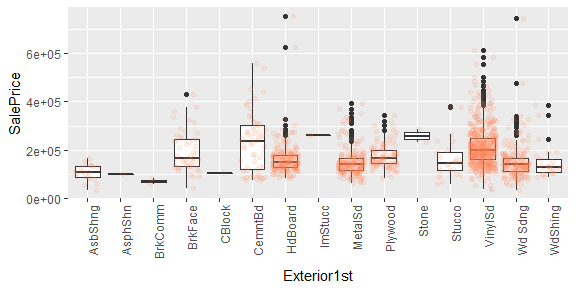 SalePrice
6e+05
4e+05
2e+05
0e+00
AsbShng
AsphShn
BrkComm
BrkFace
CBlock
CemntBd
HdBoard
ImStucc
MetalSd
Plywood
Stone
Stucco
VinylSd
Wd Sdng
WdShing
Exterior1st